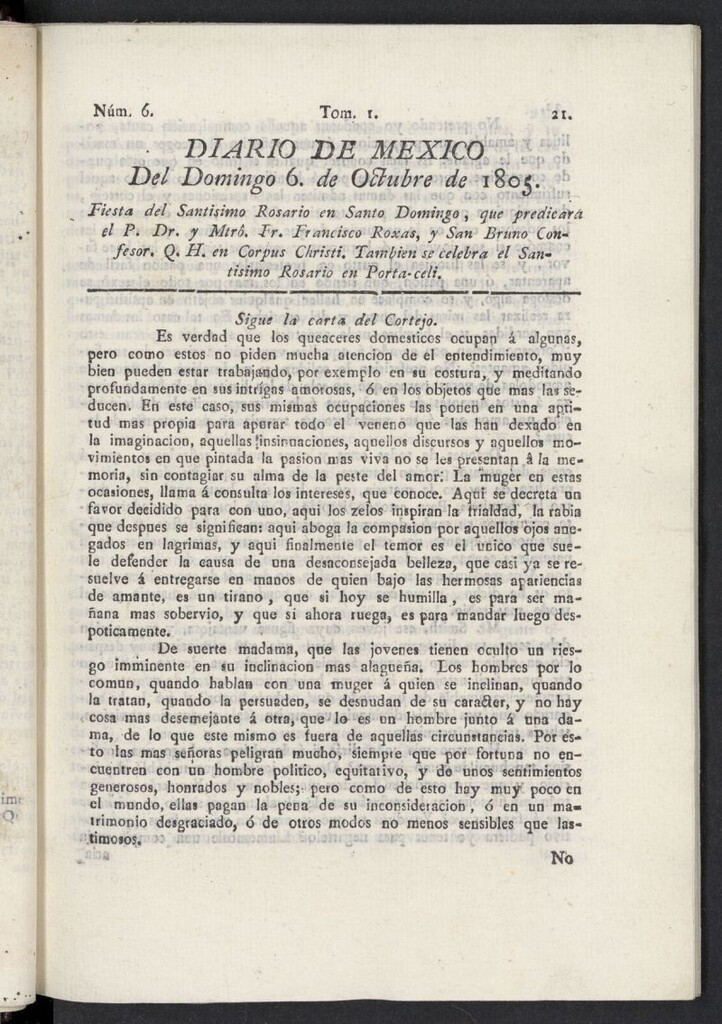 Núm. 6. Tom. 1. 21.
DIARIO DE MEXICO
Del Domingo 6. de Octubre de 1805.
Fiesta del Santisimo Rosario en Santo Domingo, que predicará
el P. Dr. y Mtrô. Fr. Francisco Roxas, y San Bruno Con-
fesor. Q. H. en Corpus Christi. Tambien se celebra el San-
tisimo Rosario en Porta-celi.
Sigue la carta del Cortejo.
Es verdad que los queaceres domesticos ocupan á algunas,
pero como estos no piden mucha atencion de el entendimiento, muy
bien pueden estar trabajando, por exemplo en su costura, y meditando
profundamente en sus intrigas amorosas, ó en los objetos que mas las se-
ducen. En este caso, sus mismas ocupaciones las ponen en una apti-
tud mas propia para apurar todo el veneno que las han dexado en
la imaginacion, aquellas insinuaciones, aquellos discursos y aquellos mo-
vimientos en que pintada la pasion mas viva no se les presentan â la me-
moria, sin contagiar su alma de la peste del amor: La muger en estas
ocasiones, llama á consulta los intereses, que conoce. Aqui se decreta un
favor decidido para con uno, aqui los zelos inspiran la frialdad, la rabia
que despues se significan: aqui aboga la compasion por aquellos ojos ane-
gados en lagrimas, y aqui finalmente el temor es el unico que sue-
le defender la causa de una desaconsejada belleza, que casi ya se re-
suelve á entregarse en manos de quien bajo las hermosas apariencias
de amante, es un tirano, que si hoy se humilla, es para ser ma-
ñana mas sobervio, y que si ahora ruega, es para mandar luego des-
poticamente.
De suerte madama, que las jovenes tienen oculto un ries-
go imminente en su inclinacion mas alagueña. Los hombres por lo
comun, quando hablan con una muger á quien se inclinan, quando
la tratan, quando la persuaden, se desnudan de su caracter, y no hay
cosa mas desemejante á otra, que lo es un hombre junto á una da-
ma, de lo que este mismo es fuera de aquellas circunstancias. Por es-
to las mas señoras peligran mucho, siempre que por fortuna no en-
cuentren con un hombre politico, equitativo, y de unos sentimientos
generosos, honrados y nobles; pero como de esto hay muy poco en
el mundo, ellas pagan la pena de su inconsideracion, ó en un ma-
trimonio desgraciado, ó de otros modos no menos sensibles que las-
timosos.
No